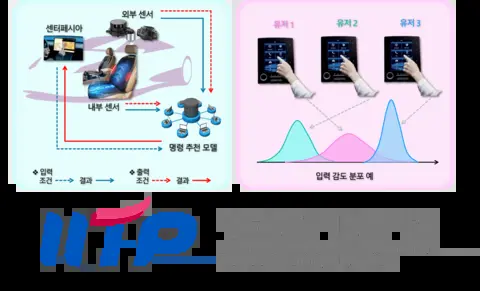 외부 센서
센터페시아
내부 센서
명령 추천 모델
❖ 입력 조건 결과
❖ 출력 조건 결과
유저 1
유저 2
유저 3
입력 감도 분포 예